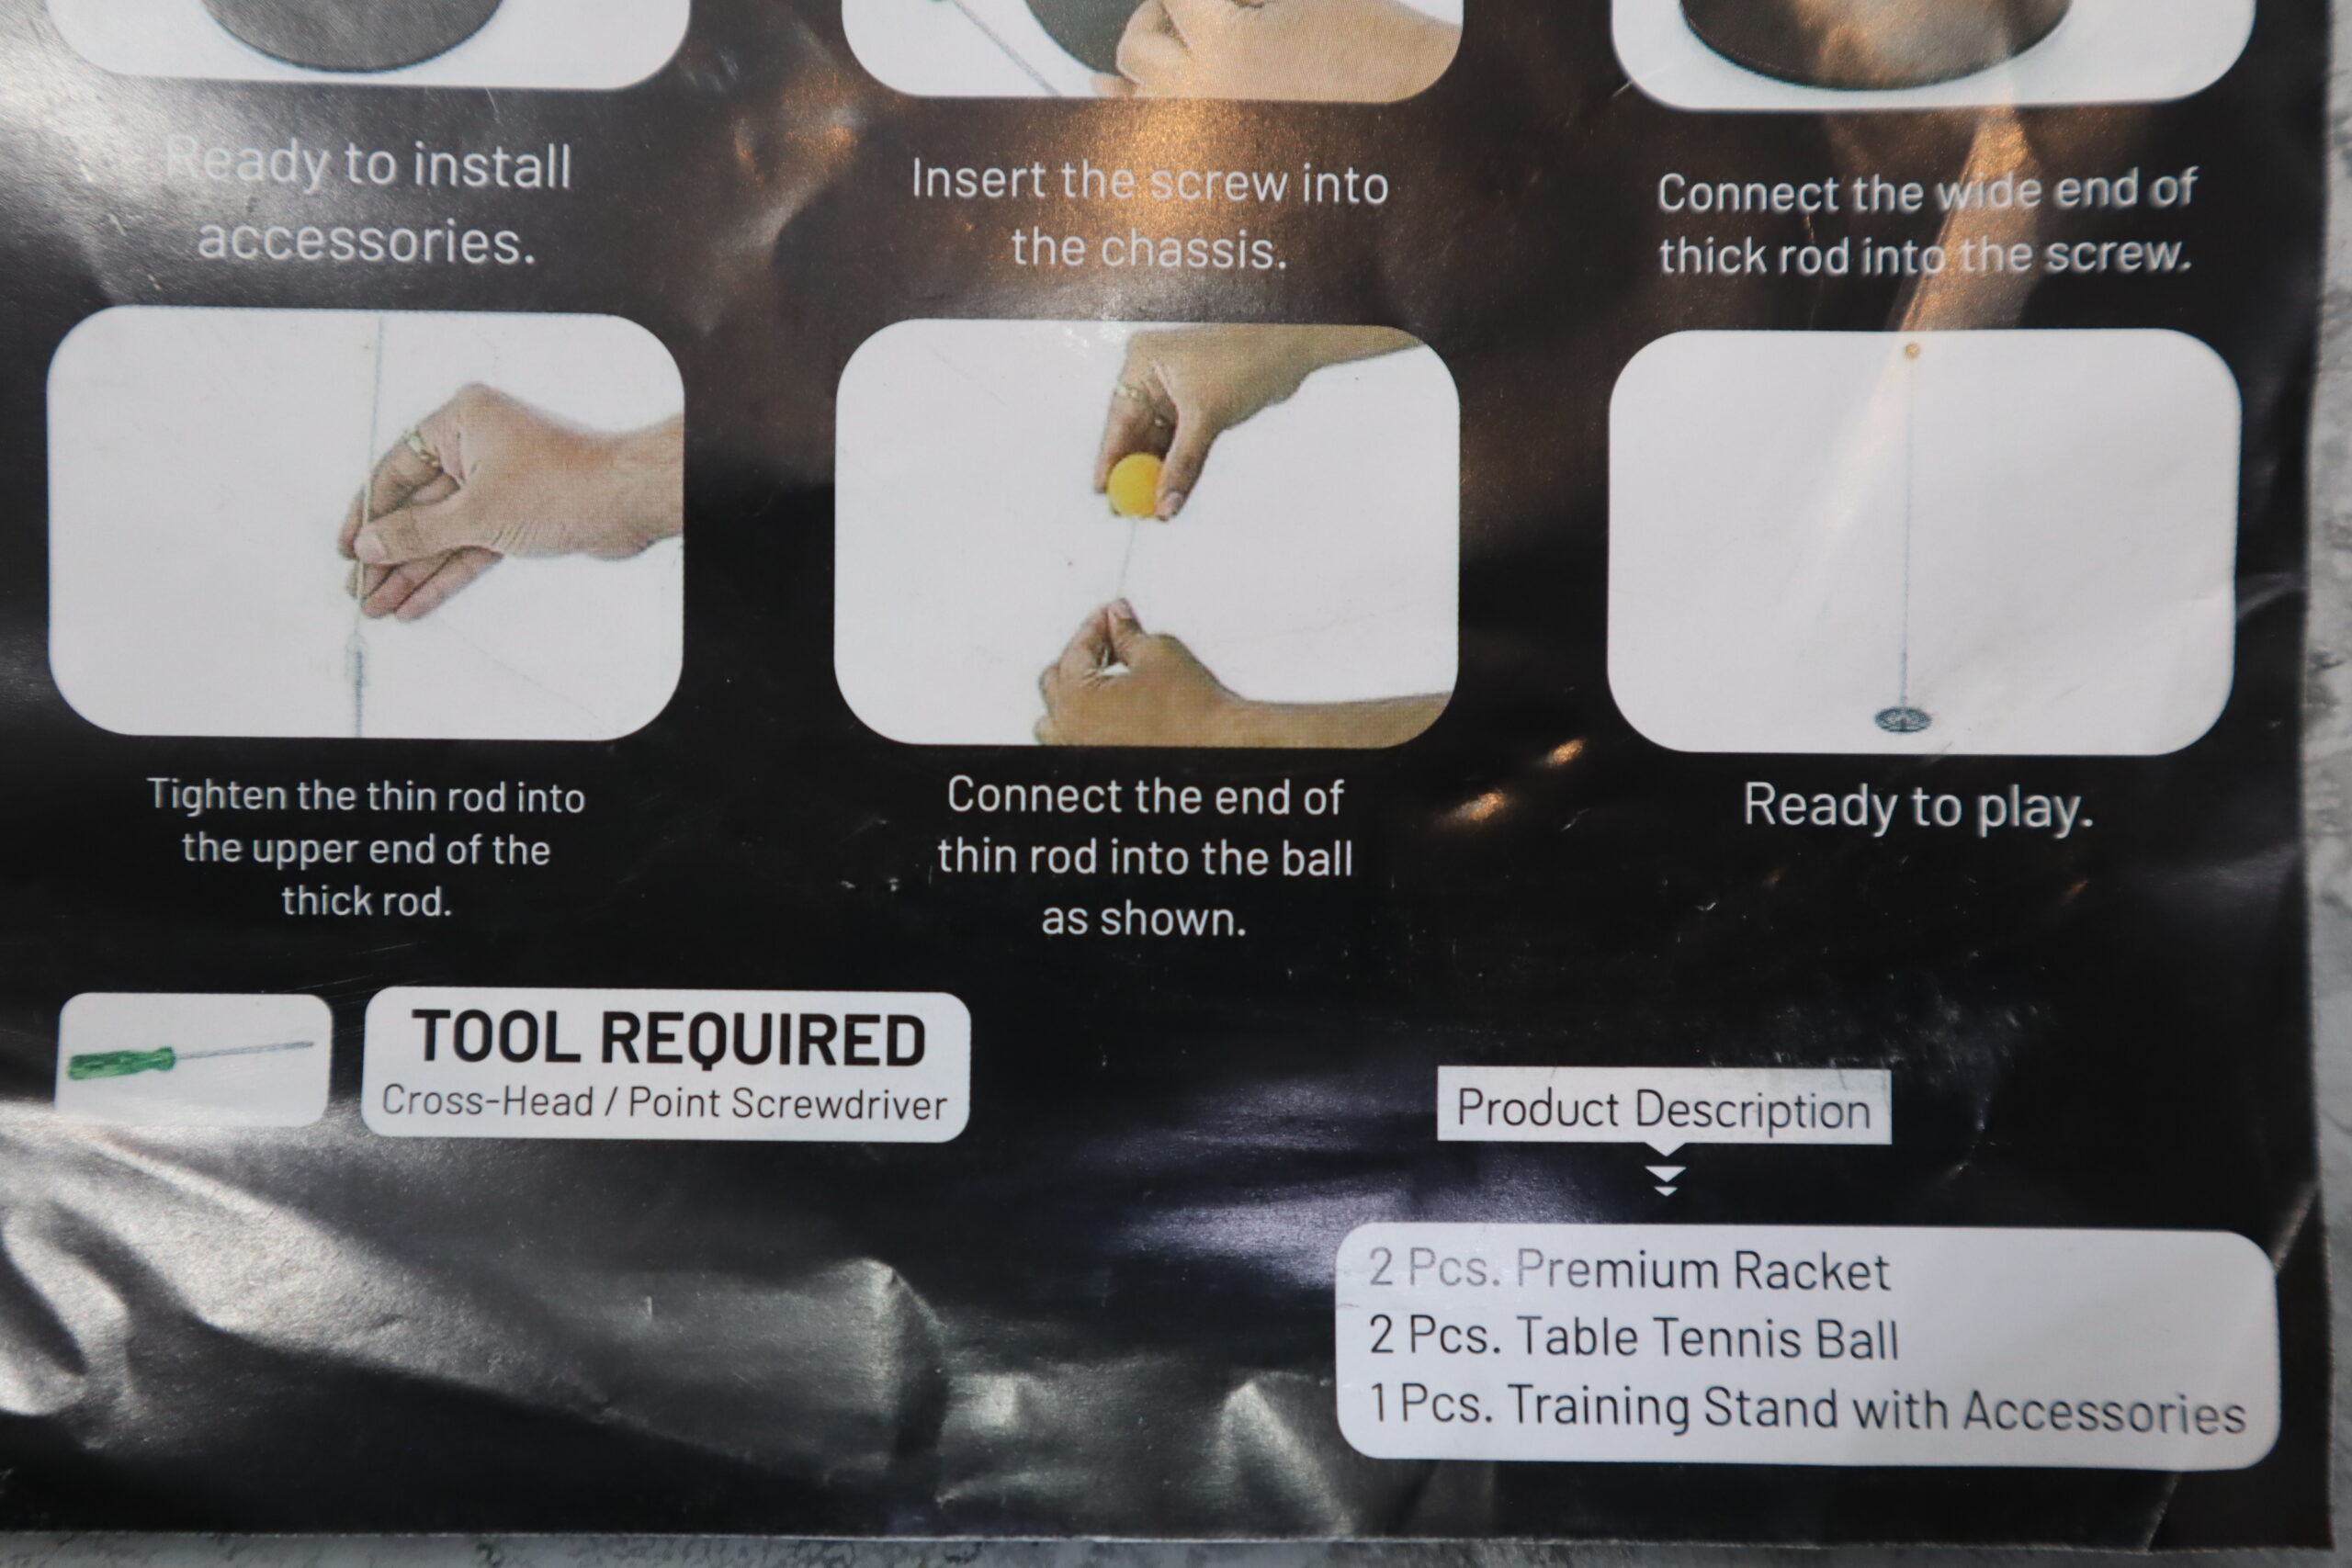 Ready to install
accessories.
Insert the screw into
the chassis.
Connect the wide end of
thick rod into the screw.
Tighten the thin rod into
the upper end of the
thick rod.
Connect the end of
thin rod into the ball
as shown.
Ready to play.
TOOL REQUIRED
Cross-Head / Point Screwdriver
Product Description
2 Pcs. Premium Racket
2 Pcs. Table Tennis Ball
1 Pcs. Training Stand with Accessories